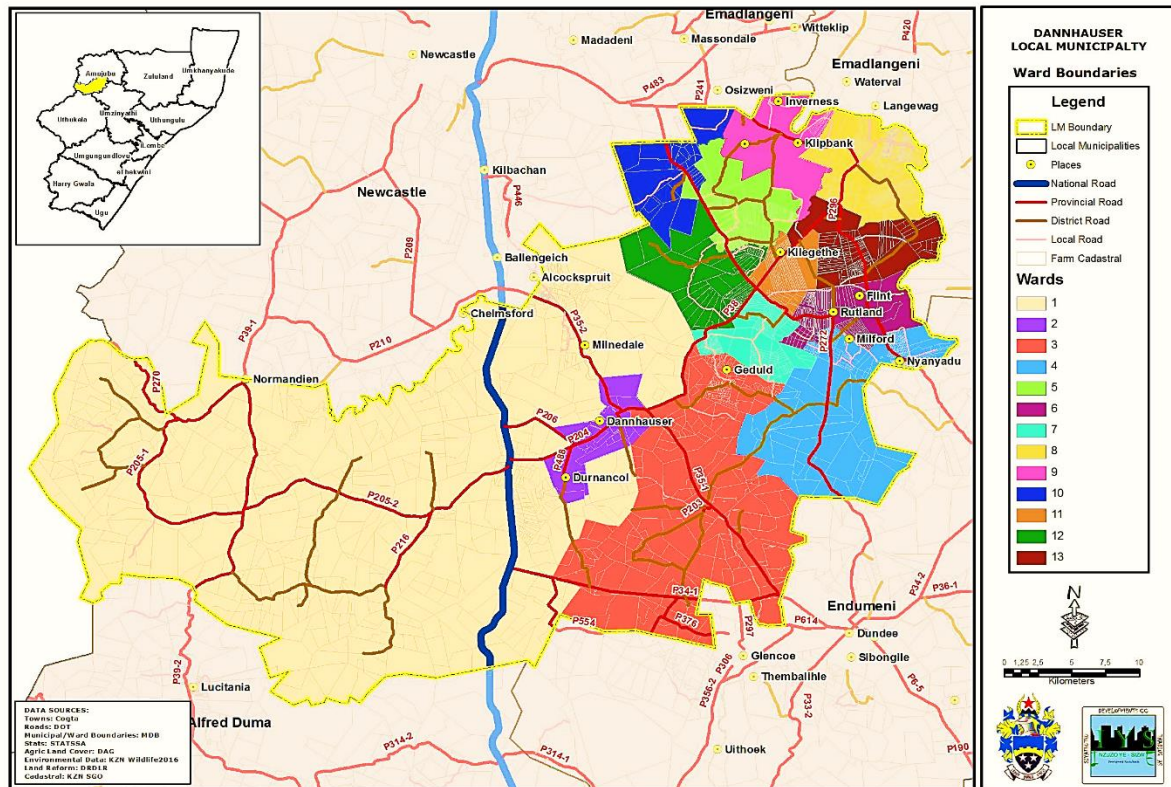 Amajuba
Zululand
Umkhanyakude
Uthukela
Umzinyathi
Uthungulu
iLembe
Umgungundlovu
eThekwini
Harry Gwala
Ugu
Emadlangeni
Witteklip
P420
Madadeni
Massondale
Newcastle
Emadlangeni
Waterval
P483
P241
Osizweni
Inverness
Langewag
Klipbank
Kilbachan
P446
Newcastle
P296
P209
Ballengeich
Kilegethe
Alcockspruit
Flint
Chelmsford
P38
Rutland
P39-1
P35-2
P210
Milnedale
P272
Milford
Nyanyadu
P270
Normandien
Geduld
P206
Dannhauser
P204
P205-1
P488
Durnancol
P35-1
P205-2
P203
P216
P34-1
P34-2
P36-1
P554
P376
P297
P614
Endumeni
Dundee
P306
Glencoe
Sibongile
P39-2
Lucitania
P356-2
Thembalihle
P6-5
P33-2
Alfred Duma
P314-2
P314-1
Uithoek
P190
DATA SOURCES:
Towns: Cogta
Roads: DOT
Municipal/Ward Boundaries: MDB
Stats: STATSSA
Agric Land Cover: DAG
Environmental Data: KZN Wildlife2016
Land Reform: DRDLR
Cadastral: KZN SGO
DANNHAUSER
LOCAL MUNICIPALTY
Ward Boundaries
Legend
LM Boundary
Local Municipalities
Places
National Road
Provincial Road
District Road
Local Road
Farm Cadastral
Wards
1
2
3
4
5
6
7
8
9
10
11
12
13
N
0 1,25 2,5 5 7,5 10
Kilometers